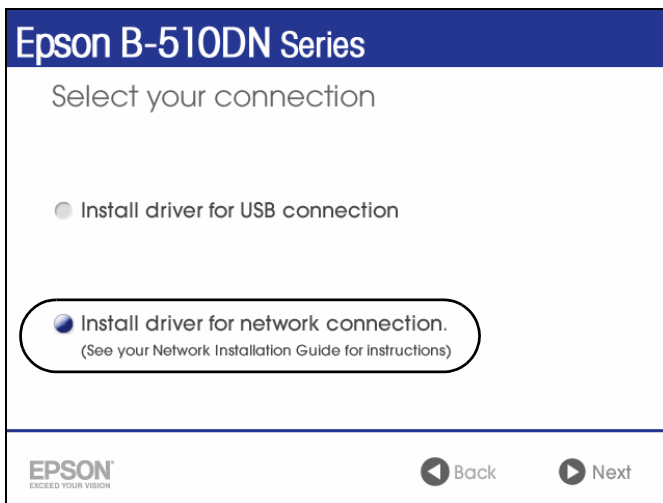 Epson B-510DN Series
Select your connection
Install driver for USB connection
Install driver for network connection.
(See your Network Installation Guide for instructions)
EPSON®
EXCEED YOUR VISION
Back
Next